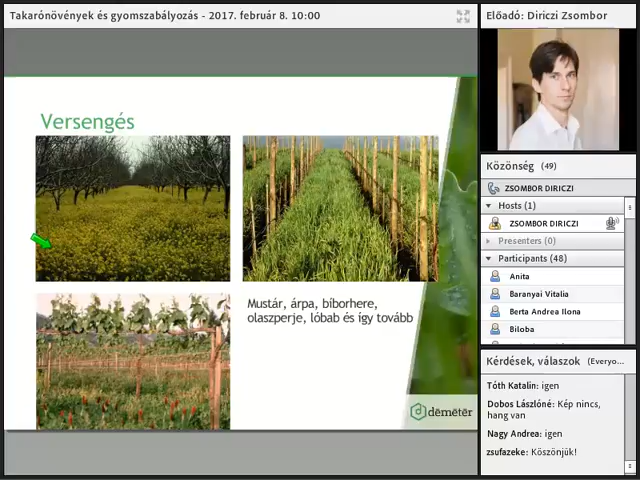 Takarónövények és gyomszabályozás - 2017. február 8. 10:00
Előadó: Diriczi Zsombor
Versengés
Mustár, árpa, bíborhere,
olaszperje, lóbab és így tovább
dēmētēr
Közönség (49)
ZSOMBOR DIRICZI
Hosts (1)
ZSOMBOR DIRICZI
Presenters (0)
Participants (48)
Anita
Baranyai Vitalia
Berta Andrea Ilona
Biloba
Kérdések, válaszok (Everyo...
Tóth Katalin: igen
Dobos Lászlóné: Kép nincs,
hang van
Nagy Andrea: igen
zsufazeke: Köszönjük!